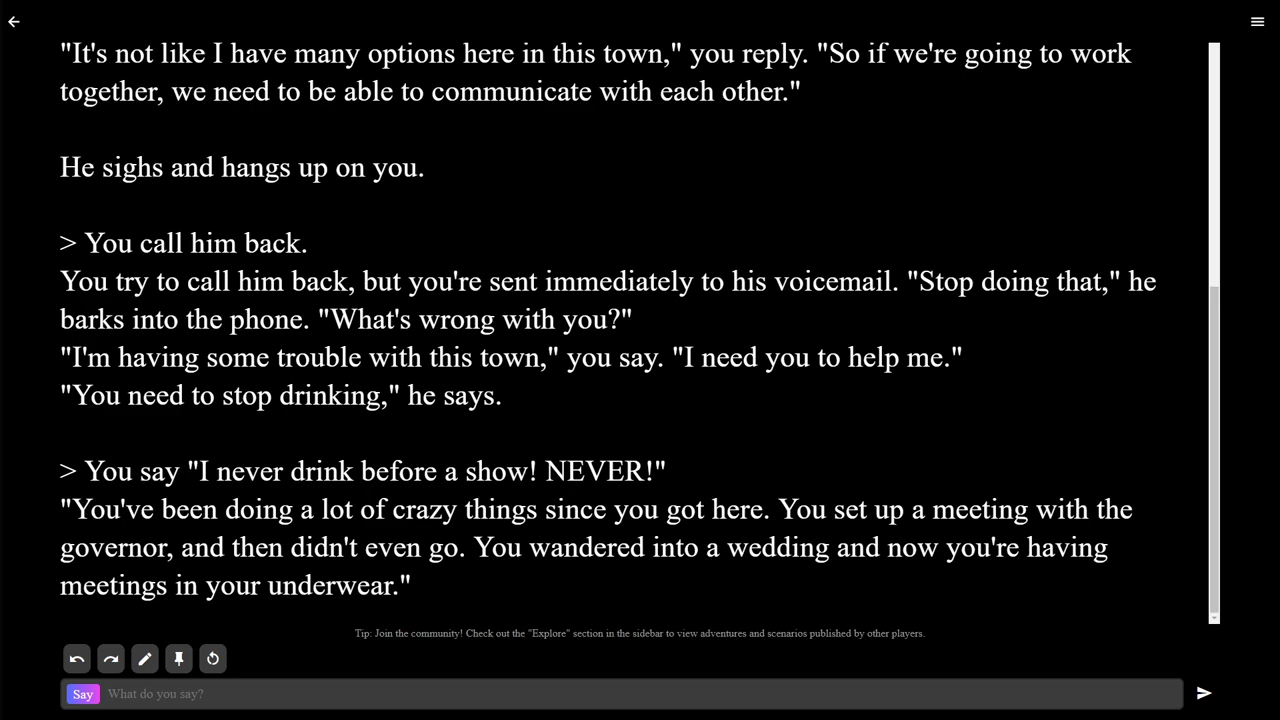 "It's not like I have many options here in this town," you reply. "So if we're going to work
together, we need to be able to communicate with each other."
He sighs and hangs up on you.
> You call him back.
You try to call him back, but you're sent immediately to his voicemail. "Stop doing that," he
barks into the phone. "What's wrong with you?"
"I'm having some trouble with this town," you say. "I need you to help me."
"You need to stop drinking," he says.
> You say "I never drink before a show! NEVER!"
"You've been doing a lot of crazy things since you got here. You set up a meeting with the
governor, and then didn't even go. You wandered into a wedding and now you're having
meetings in your underwear."
Tip: Join the community! Check out the "Explore" section in the sidebar to view adventures and scenarios published by other players.
Say What do you say?